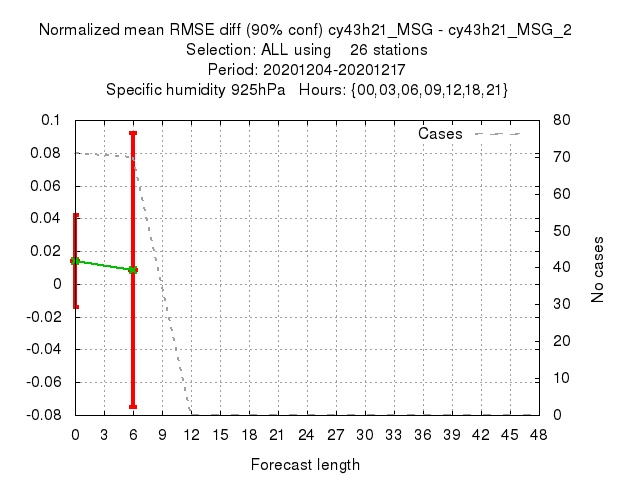 Normalized mean RMSE diff (90% conf) cy43h21_MSG - cy43h21_MSG_2
Selection: ALL using    26 stations
Period: 20201204-20201217
Specific humidity 925hPa   Hours: {00,03,06,09,12,18,21}
0.1
0.08
0.06
0.04
0.02
0
-0.02
-0.04
-0.06
-0.08
Cases
80
70
60
50
40
30
20
10
0
No cases
0 3 6 9 12 15 18 21 24 27 30 33 36 39 42 45 48
Forecast length